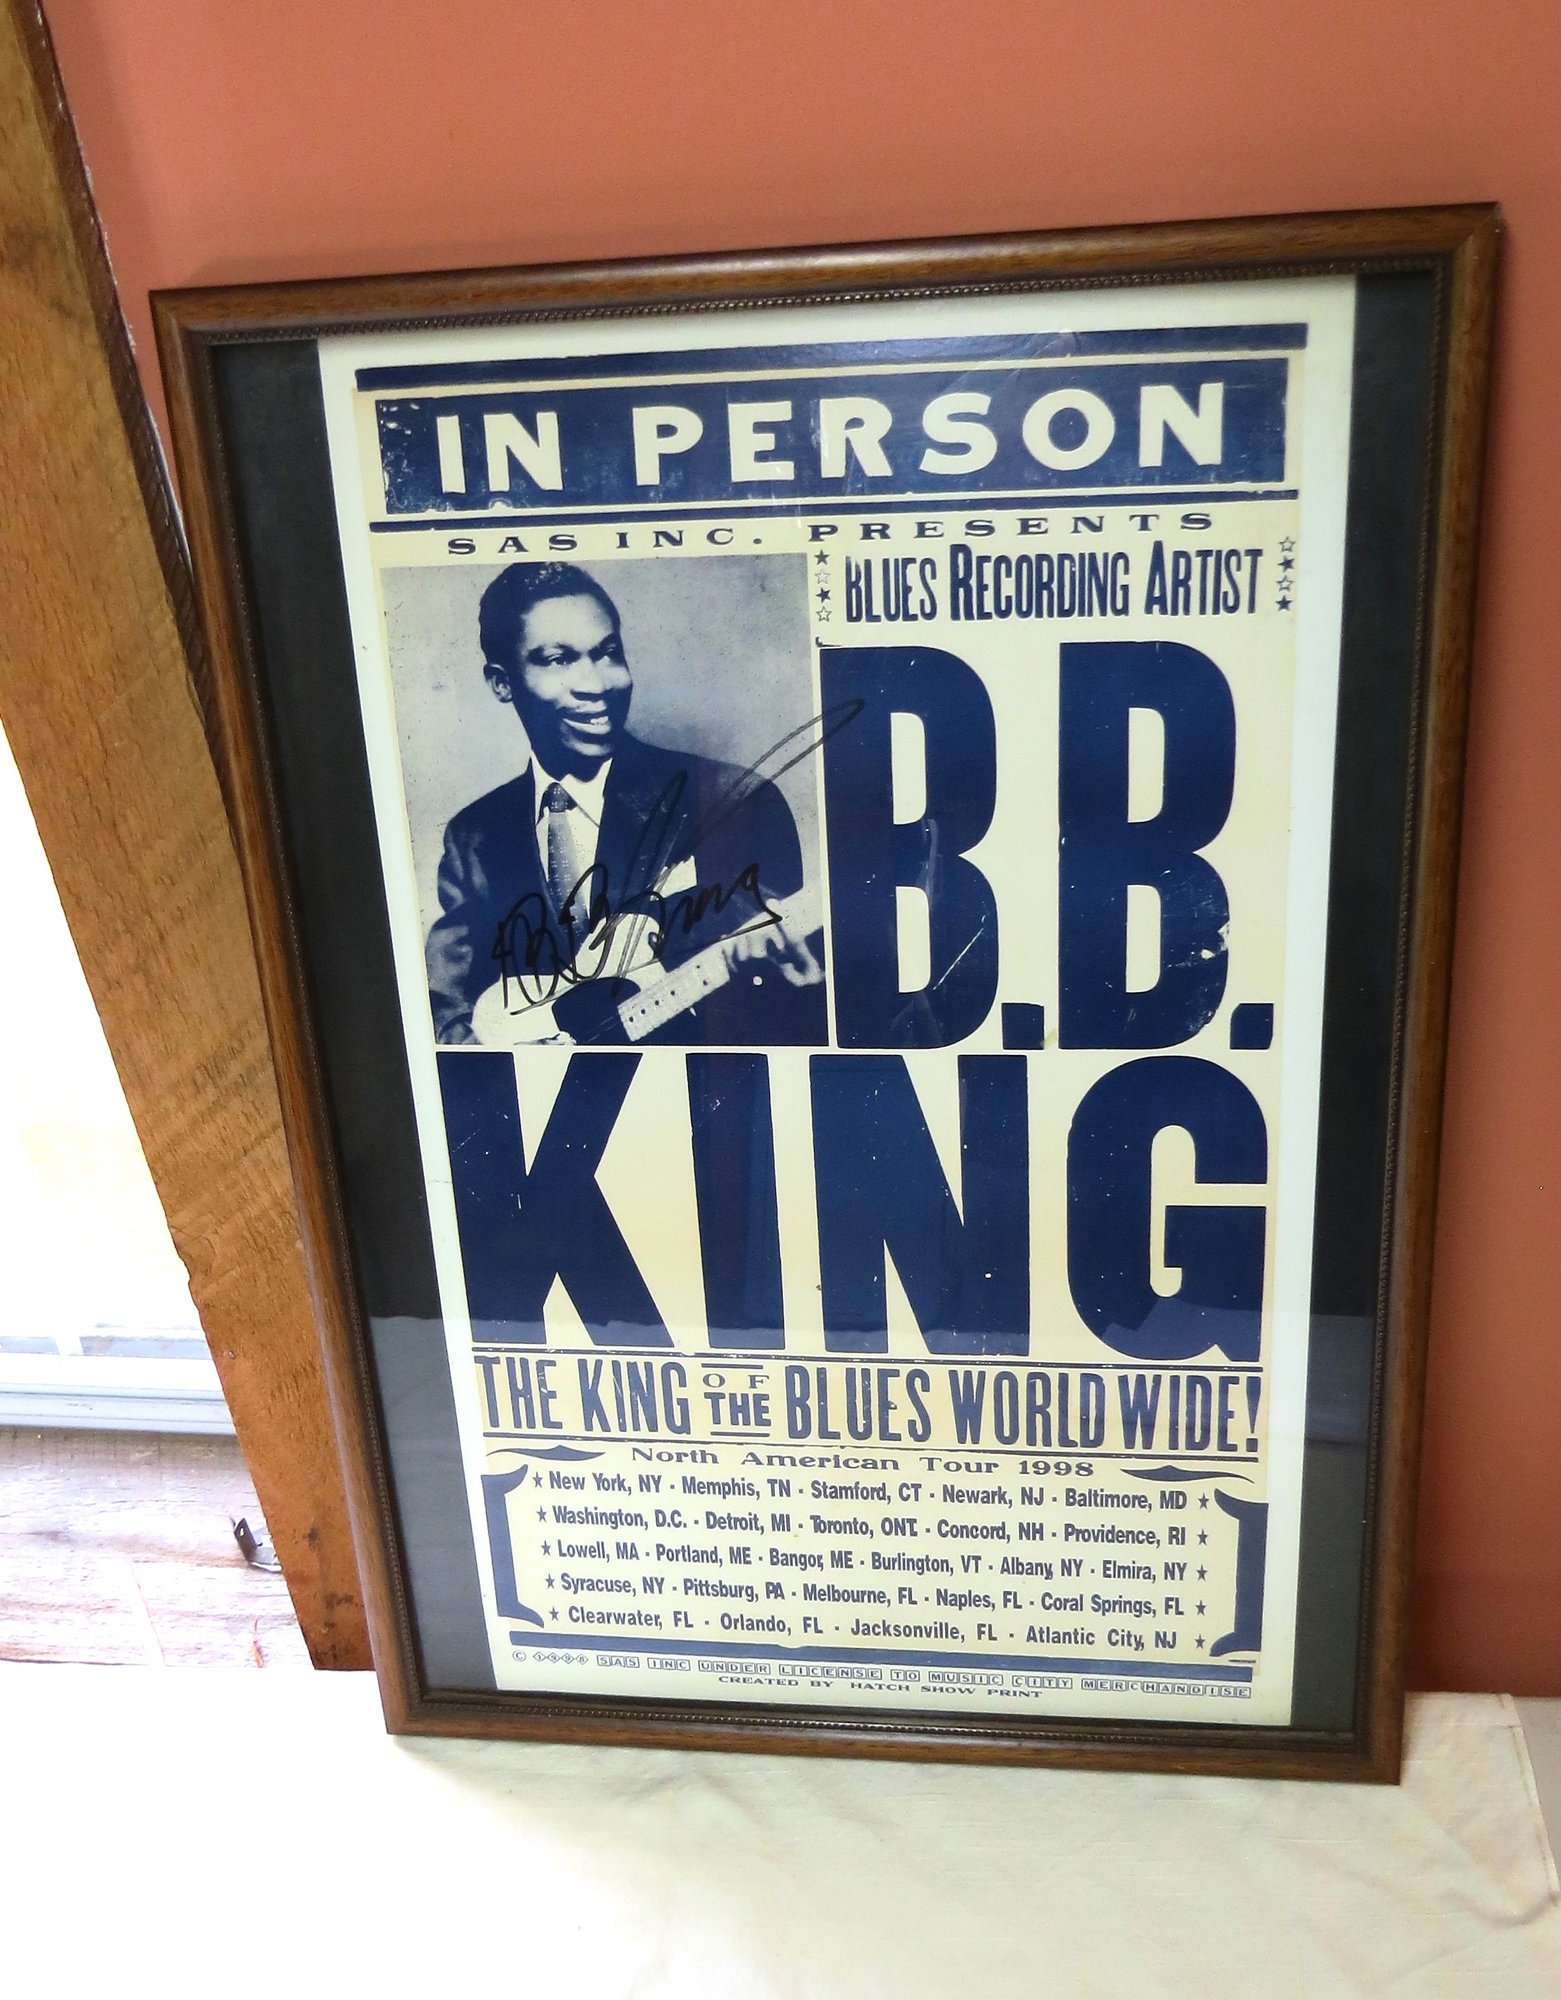 IN PERSON
SAS INC. PRESENTS
BLUES RECORDING ARTIST
B.B.
KING
BB King
THE KING OF THE BLUES WORLD WIDE!
North American Tour 1998
★ New York, NY - Memphis, TN - Stamford, CT - Newark, NJ - Baltimore, MD ★
★ Washington, D.C. - Detroit, MI - Toronto, ONT. - Concord, NH - Providence, RI ★
★ Lowell, MA - Portland, ME - Bangor, ME - Burlington, VT - Albany, NY - Elmira, NY ★
★ Syracuse, NY - Pittsburg, PA - Melbourne, FL - Naples, FL - Coral Springs, FL ★
★ Clearwater, FL - Orlando, FL - Jacksonville, FL - Atlantic City, NJ ★
© 1998 SAS INC UNDER LICENSE TO MUSIC CITY MERCHANDISE
CREATED BY HATCH SHOW PRINT